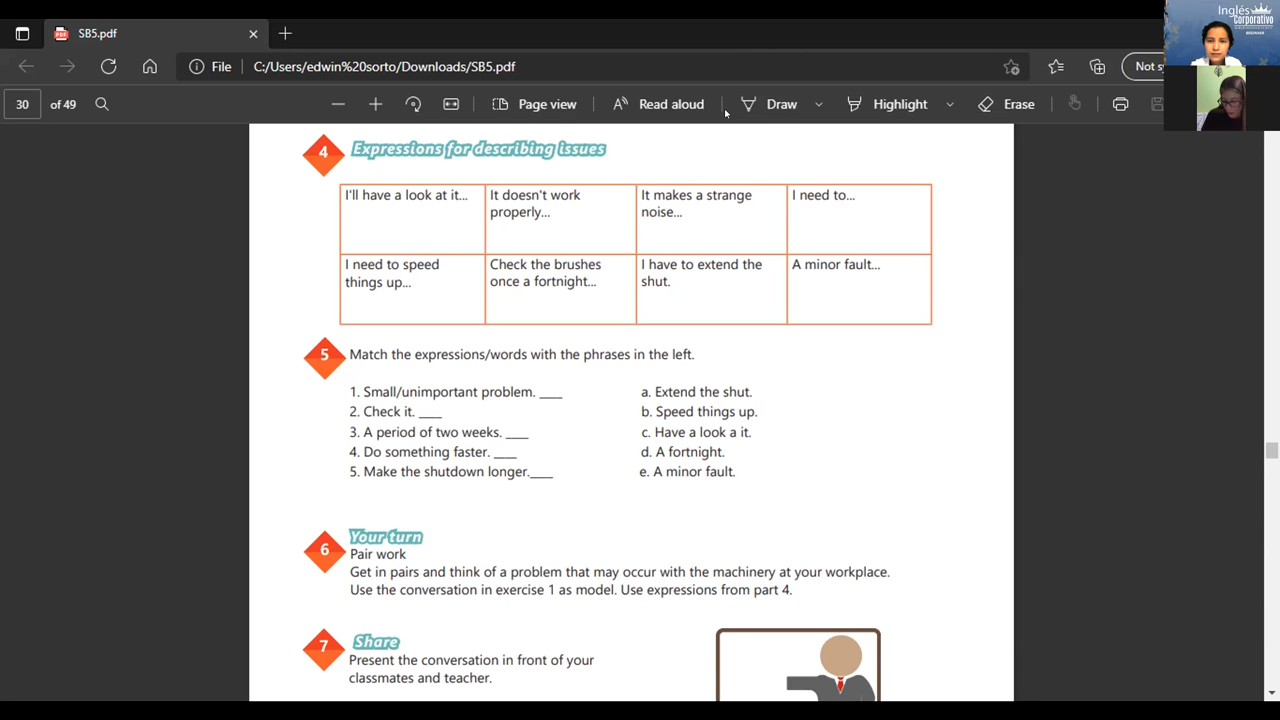 SB5.pdf
File
C:/Users/edwin%20sorto/Downloads/SB5.pdf
30
of 49
Page view
Read aloud
Draw
Highlight
Erase
Inglés
Corporativo
BEGINNER
4
Expressions for describing issues
I'll have a look at it...
It doesn't work
properly...
It makes a strange
noise...
I need to...
I need to speed
things up...
Check the brushes
once a fortnight...
I have to extend the
shut.
A minor fault...
5
Match the expressions/words with the phrases in the left.
1. Small/unimportant problem. ____
a. Extend the shut.
2. Check it. ____
b. Speed things up.
3. A period of two weeks. ____
c. Have a look a it.
4. Do something faster. ____
d. A fortnight.
5. Make the shutdown longer.____
e. A minor fault.
6
Your turn
Pair work
Get in pairs and think of a problem that may occur with the machinery at your workplace.
Use the conversation in exercise 1 as model. Use expressions from part 4.
7
Share
Present the conversation in front of your
classmates and teacher.